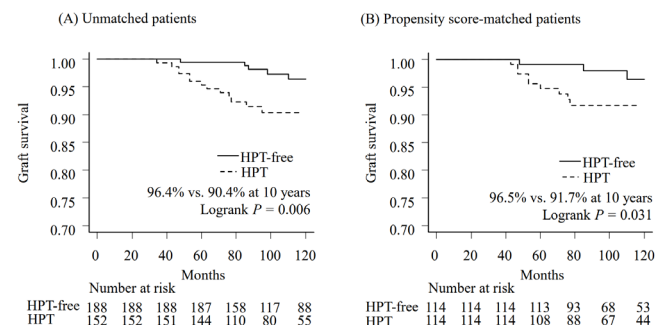 (A) Unmatched patients
1.00
0.95
0.90
0.85
0.80
0.75
0.70
Graft survival
HPT-free
HPT
96.4% vs. 90.4% at 10 years
Logrank P = 0.006
0 20 40 60 80 100 120
Months
Number at risk
HPT-free 188 188 188 187 158 117 88
HPT 152 152 151 144 110 80 55
(B) Propensity score-matched patients
1.00
0.95
0.90
0.85
0.80
0.75
0.70
Graft survival
HPT-free
HPT
96.5% vs. 91.7% at 10 years
Logrank P = 0.031
0 20 40 60 80 100 120
Months
Number at risk
HPT-free 114 114 114 113 93 68 53
HPT 114 114 114 108 88 67 44